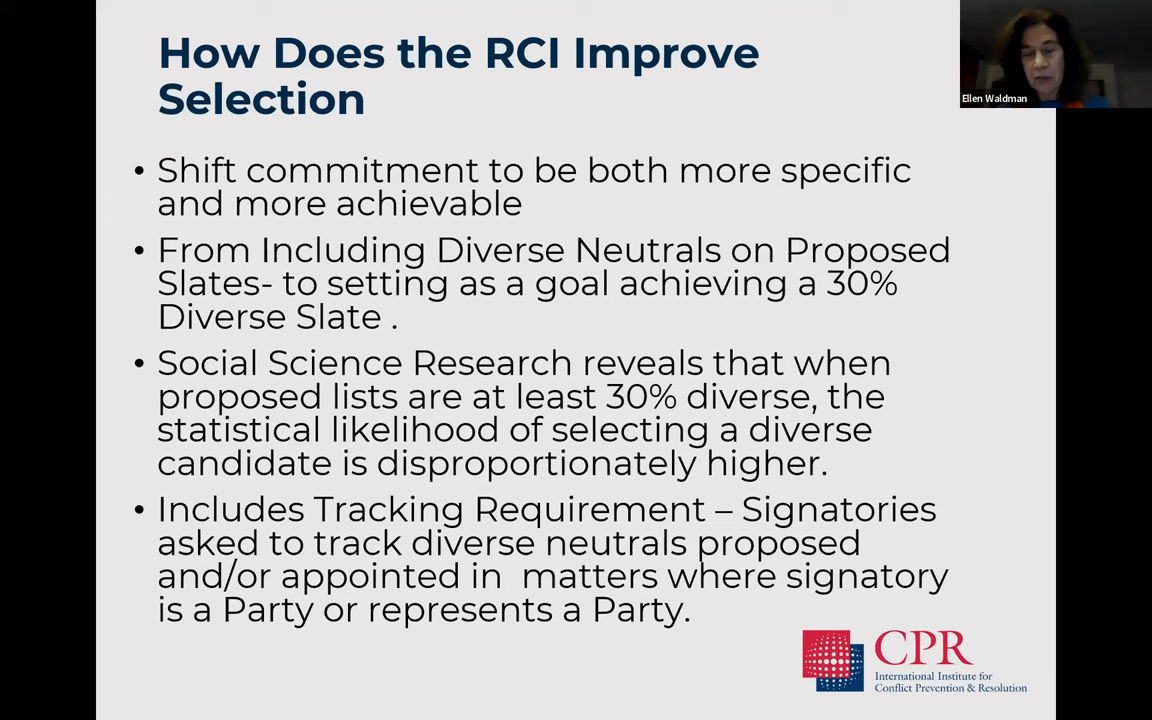 How Does the RCI Improve
Selection
Ellen Waldman
• Shift commitment to be both more specific
and more achievable
• From Including Diverse Neutrals on Proposed
Slates- to setting as a goal achieving a 30%
Diverse Slate .
• Social Science Research reveals that when
proposed lists are at least 30% diverse, the
statistical likelihood of selecting a diverse
candidate is disproportionately higher.
• Includes Tracking Requirement – Signatories
asked to track diverse neutrals proposed
and/or appointed in  matters where signatory
is a Party or represents a Party.
CPR
International Institute for
Conflict Prevention & Resolution